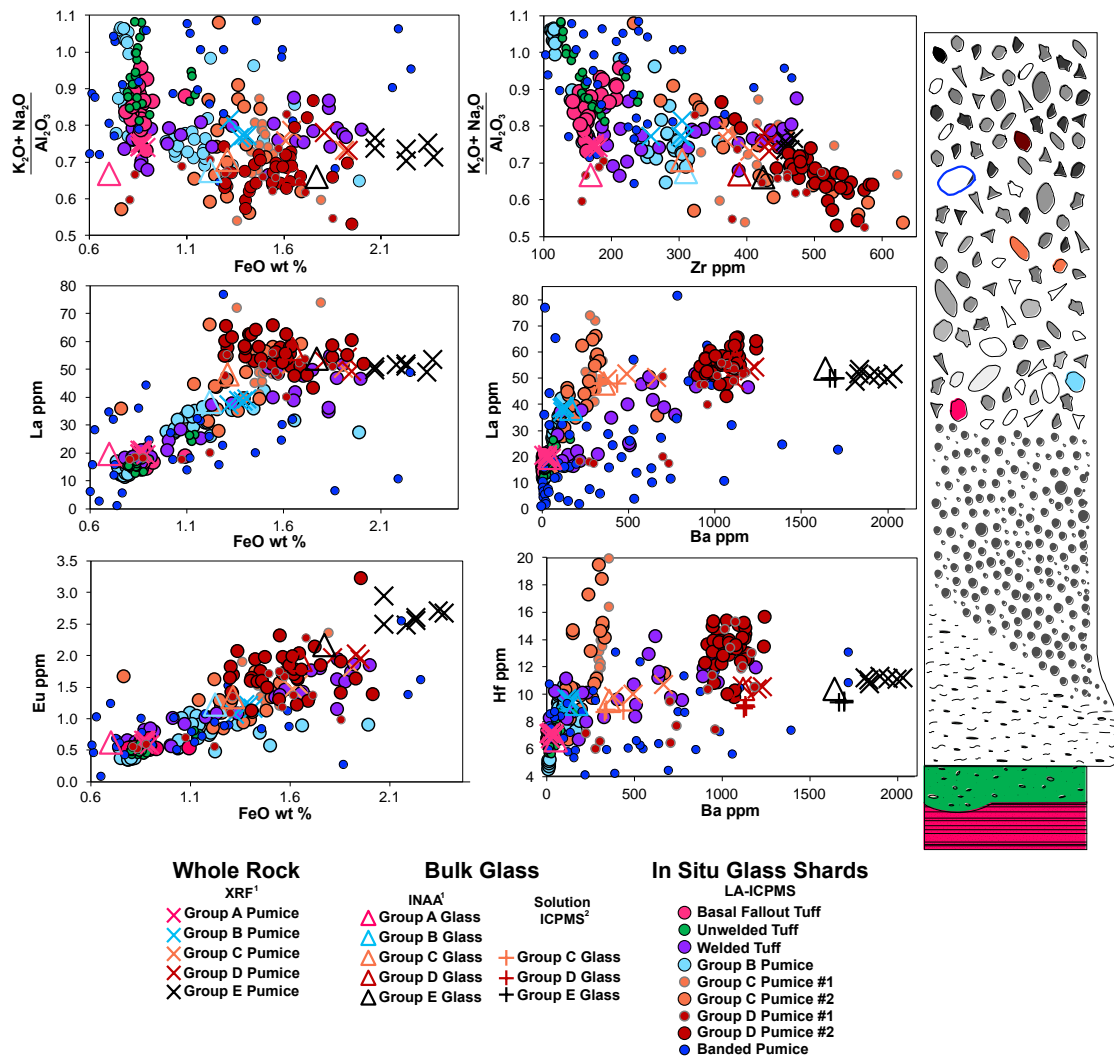 1.1
1.0
0.9
0.8
0.7
0.6
0.5
K₂O+ Na₂O
Al₂O₃
0.6
1.1
1.6
2.1
FeO wt %
1.1
1.0
0.9
0.8
0.7
0.6
0.5
K₂O+ Na₂O
Al₂O₃
100
200
300
400
500
600
Zr ppm
80
70
60
50
40
30
20
10
0
La ppm
0.6
1.1
1.6
2.1
FeO wt %
80
70
60
50
40
30
20
10
0
La ppm
0
500
1000
1500
2000
Ba ppm
3.5
3.0
2.5
2.0
1.5
1.0
0.5
0.0
Eu ppm
0.6
1.1
1.6
2.1
FeO wt %
20
18
16
14
12
10
8
6
4
Hf ppm
0
500
1000
1500
2000
Ba ppm
Whole Rock
XRF¹
Group A Pumice
Group B Pumice
Group C Pumice
Group D Pumice
Group E Pumice
Bulk Glass
INAA¹
Group A Glass
Group B Glass
Group C Glass
Group D Glass
Group E Glass
Solution
ICPMS²
Group C Glass
Group D Glass
Group E Glass
In Situ Glass Shards
LA-ICPMS
Basal Fallout Tuff
Unwelded Tuff
Welded Tuff
Group B Pumice
Group C Pumice #1
Group C Pumice #2
Group D Pumice #1
Group D Pumice #2
Banded Pumice